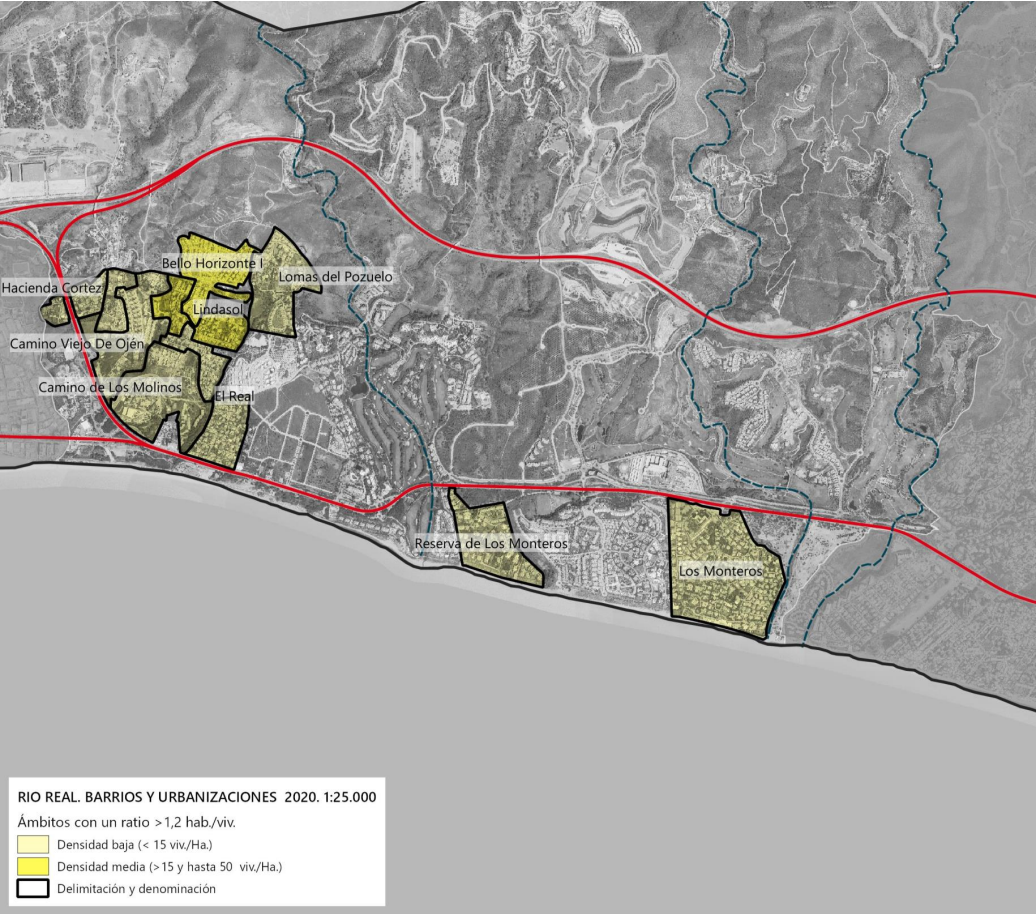 Bello Horizonte I
Lomas del Pozuelo
Hacienda Cortez
Lindasol
Camino Viejo De Ojén
Camino de Los Molinos
El Real
Reserva de Los Monteros
Los Monteros
RIO REAL. BARRIOS Y URBANIZACIONES 2020. 1:25.000
Ámbitos con un ratio >1,2 hab./viv.
Densidad baja (< 15 viv./Ha.)
Densidad media (>15 y hasta 50 viv./Ha.)
Delimitación y denominación